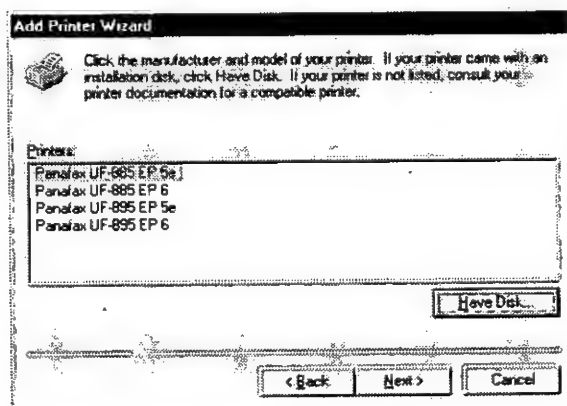 Add Printer Wizard
Click the manufacturer and model of your printer. If your printer came with an
installation disk, click Have Disk. If your printer is not listed, consult your
printer documentation for a compatible printer.
Printers:
Panafax UF-885 EP 5e
Panafax UF-885 EP 6
Panafax UF-895 EP 5e
Panafax UF-895 EP 6
Have Disk...
< Back
Next >
Cancel